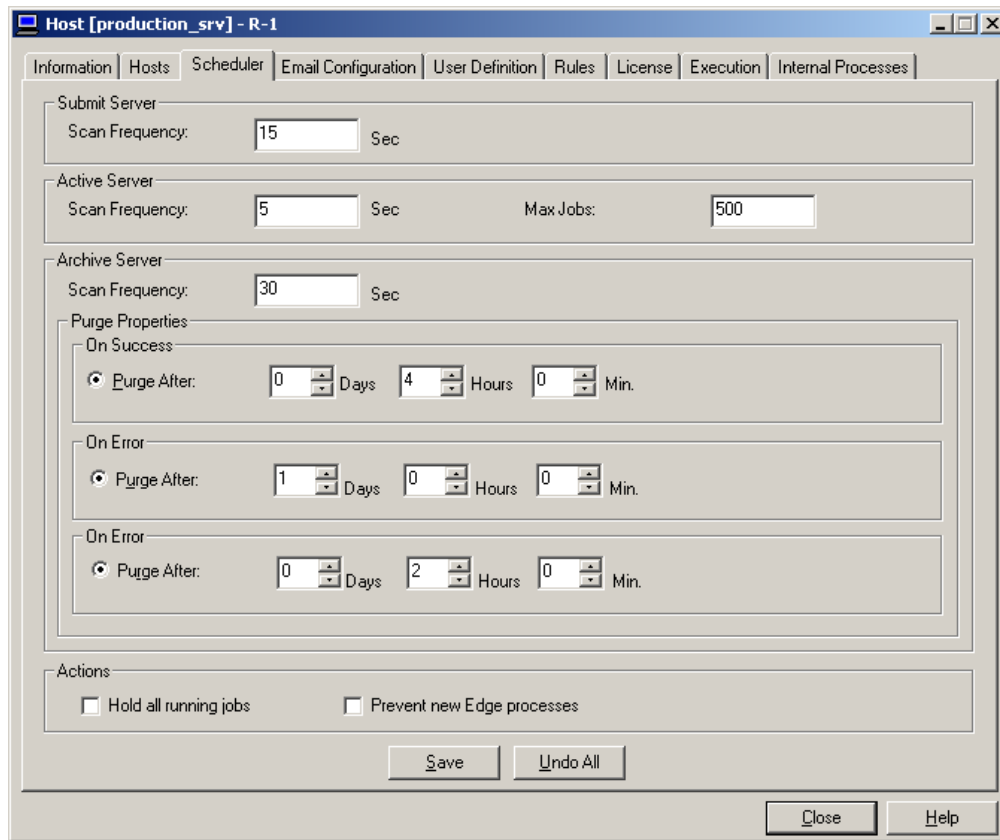 Host [production_srv] - R-1
Information Hosts Scheduler Email Configuration User Definition Rules License Execution Internal Processes
Submit Server
Scan Frequency: 15 Sec
Active Server
Scan Frequency: 5 Sec Max Jobs: 500
Archive Server
Scan Frequency: 30 Sec
Purge Properties
On Success
Purge After: 0 Days 4 Hours 0 Min.
On Error
Purge After: 1 Days 0 Hours 0 Min.
On Error
Purge After: 0 Days 2 Hours 0 Min.
Actions
Hold all running jobs Prevent new Edge processes
Save Undo All
Close Help